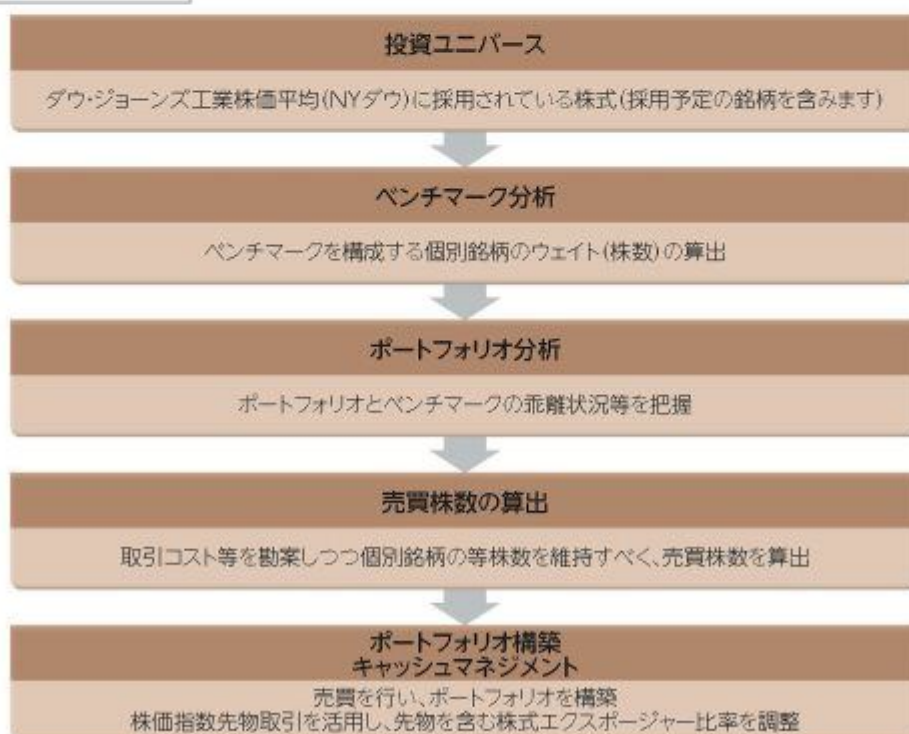 投資ユニバース
ダウ・ジョーンズ工業株価平均(NYダウ)に採用されている株式(採用予定の銘柄を含みます)
ベンチマーク分析
ベンチマークを構成する個別銘柄のウェイト(株数)の算出
ポートフォリオ分析
ポートフォリオとベンチマークの乖離状況等を把握
売買株数の算出
取引コスト等を勘案しつつ個別銘柄の等株数を維持すべく、売買株数を算出
ポートフォリオ構築
キャッシュマネジメント
売買を行い、ポートフォリオを構築
株価指数先物取引を活用し、先物を含む株式エクスポージャー比率を調整